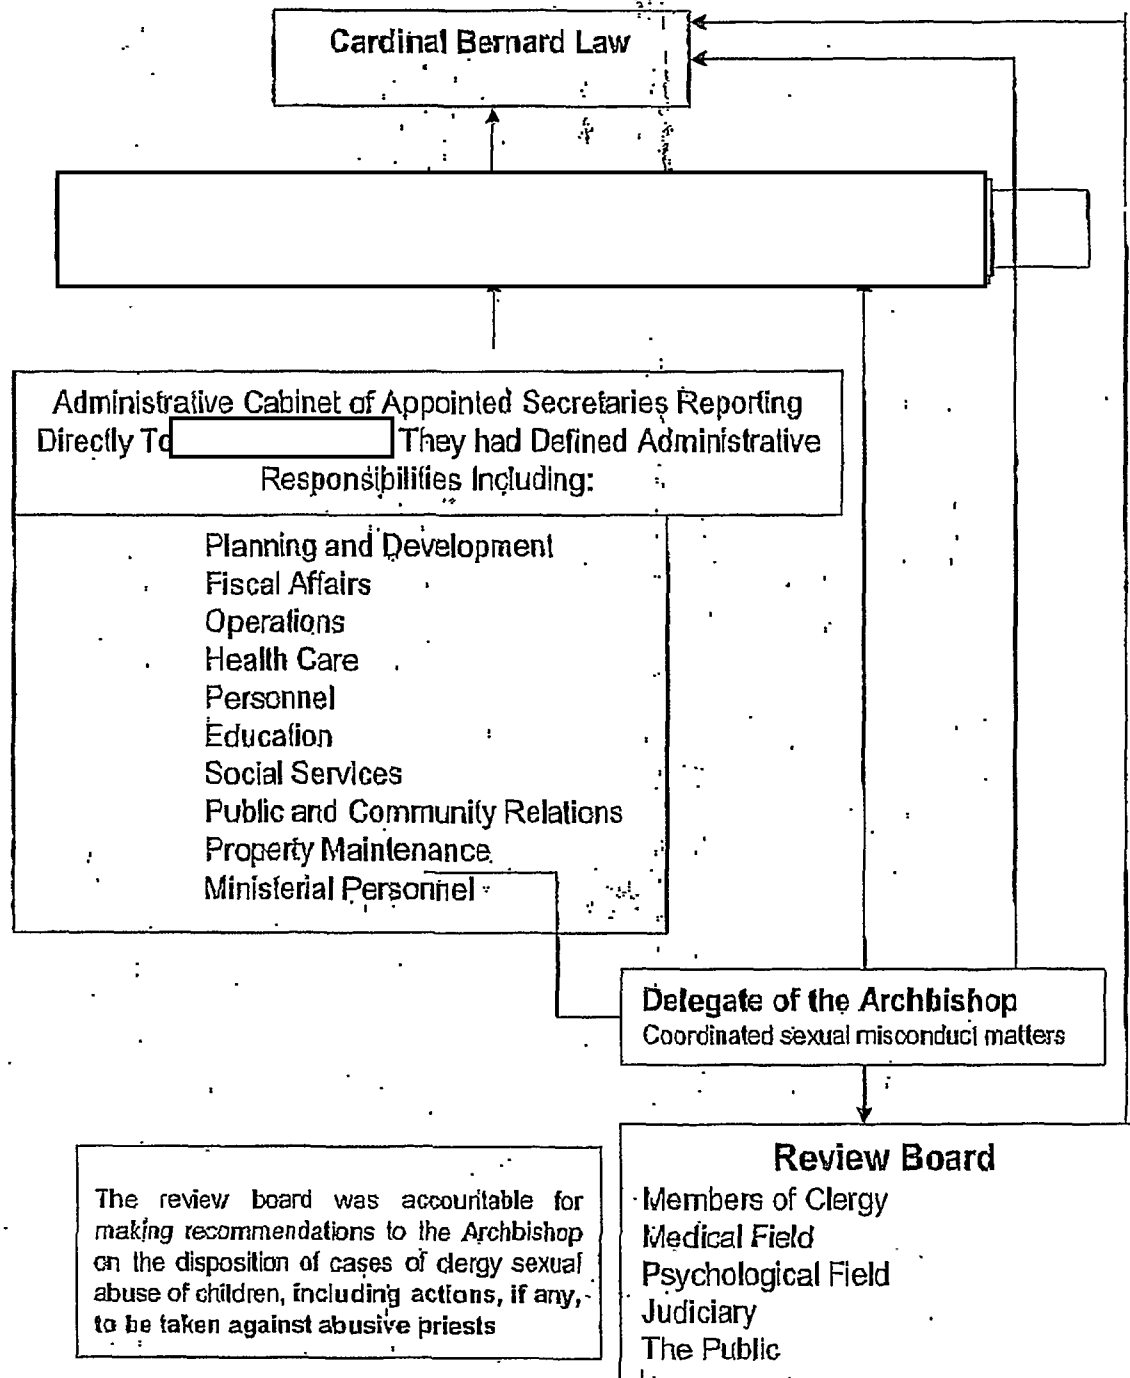 Cardinal Bernard Law
Administrative Cabinet of Appointed Secretaries Reporting
Directly To They had Defined Administrative
Responsibilities Including:
Planning and Development
Fiscal Affairs
Operations
Health Care
Personnel
Education
Social Services
Public and Community Relations
Property Maintenance
Ministerial Personnel
Delegate of the Archbishop
Coordinated sexual misconduct matters
The review board was accountable for
making recommendations to the Archbishop
on the disposition of cases of clergy sexual
abuse of children, including actions, if any,
to be taken against abusive priests
Review Board
Members of Clergy
Medical Field
Psychological Field
Judiciary
The Public